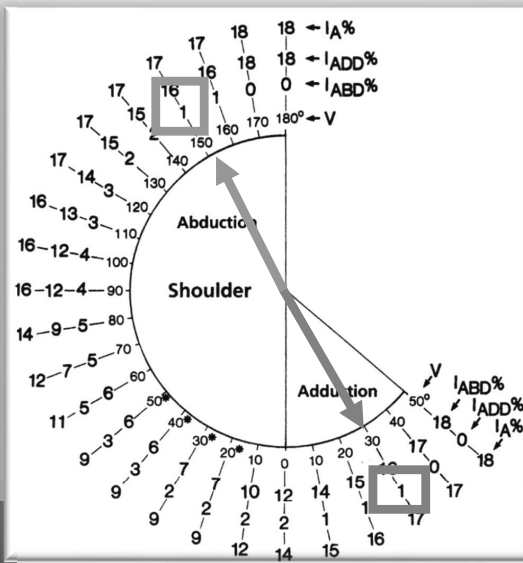 18 ← IA%
18 ← IADD%
0 ← IABD%
180° ← V
18 18 0 170
17 16 1 160
17 16 1 150
17 15 2 140
17-15-2 130
17-14-3 120
16-13-3 110
16-12-4 100
16-12-4-90
14-9-5-80
12-7-5-70
11-5-6-60
9-3-6-50*
9-3-6-40*
9-2-7-30*
9-2-7-20*
12-2-10 10
14-2-12 0
15-1-14 10
16 1 15 20
17 1 30
17 0 17 40
50° 18 0 18
V
IABD%
IADD%
IA%
Abduction
Shoulder
Adduction